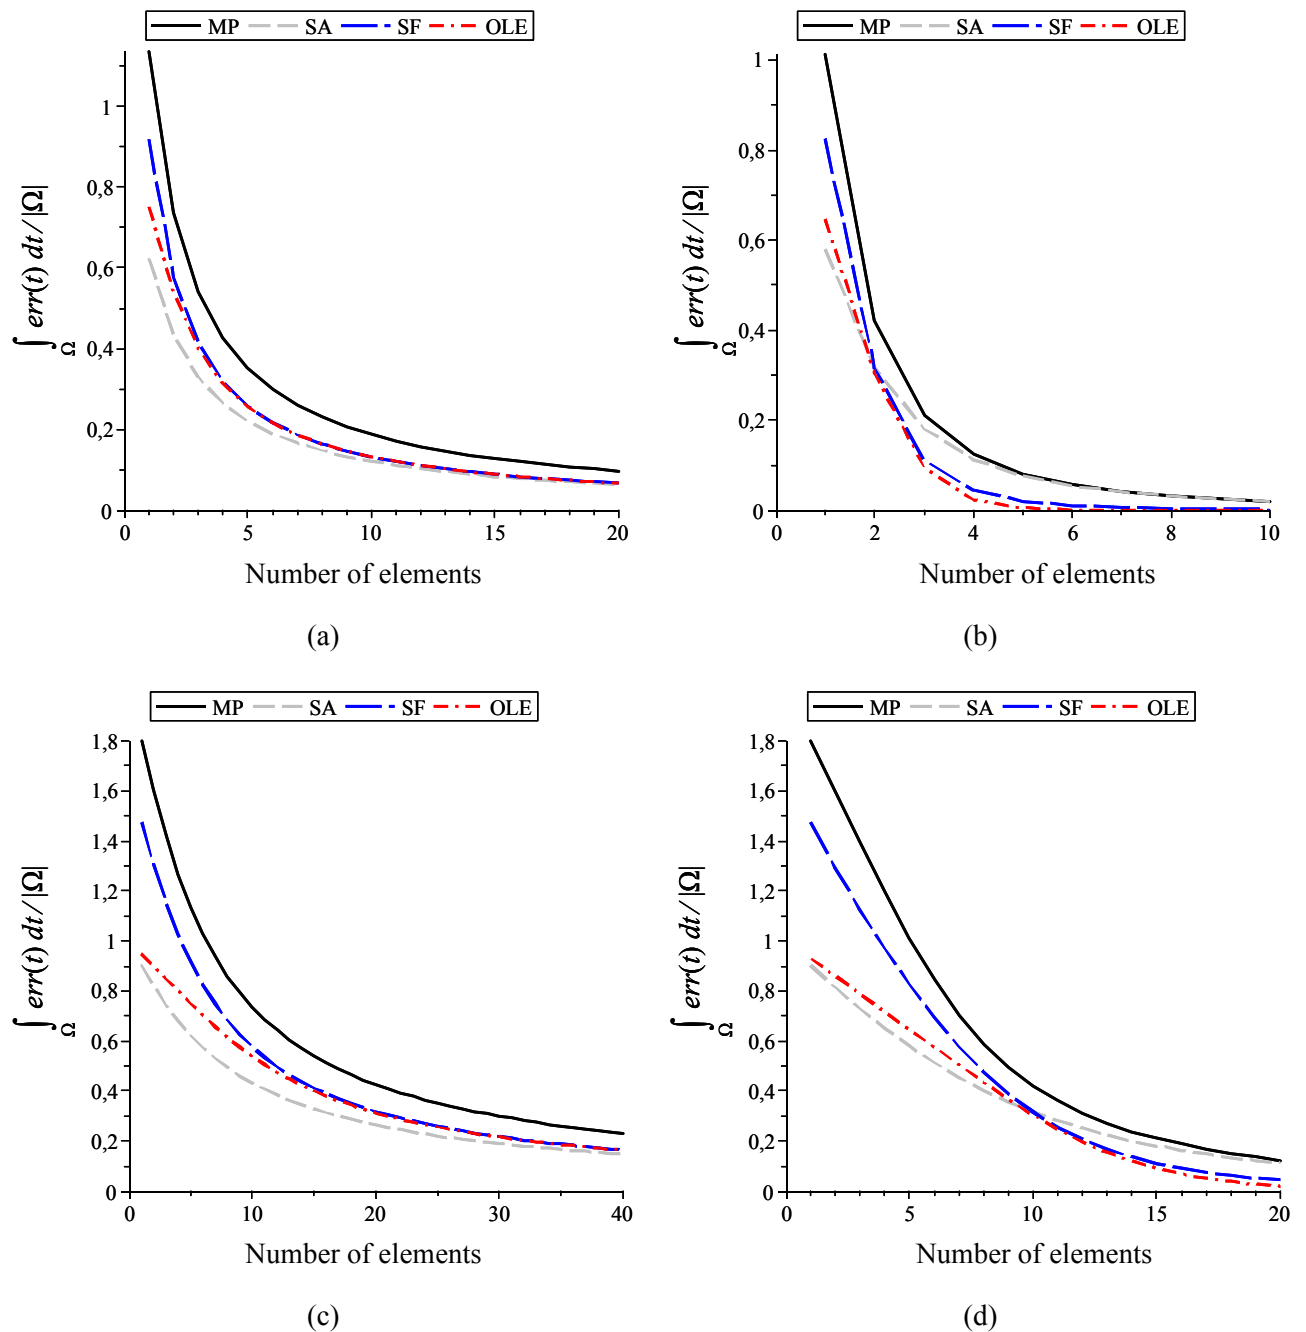 MP SA SF OLE
1
0,8
0,6
0,4
0,2
0
0 5 10 15 20
∫Ω err(t) dt/|Ω|
Number of elements
(a)
MP SA SF OLE
1
0,8
0,6
0,4
0,2
0
0 2 4 6 8 10
∫Ω err(t) dt/|Ω|
Number of elements
(b)
MP SA SF OLE
1,8
1,6
1,4
1,2
1
0,8
0,6
0,4
0,2
0
0 10 20 30 40
∫Ω err(t) dt/|Ω|
Number of elements
(c)
MP SA SF OLE
1,8
1,6
1,4
1,2
1
0,8
0,6
0,4
0,2
0
0 5 10 15 20
∫Ω err(t) dt/|Ω|
Number of elements
(d)